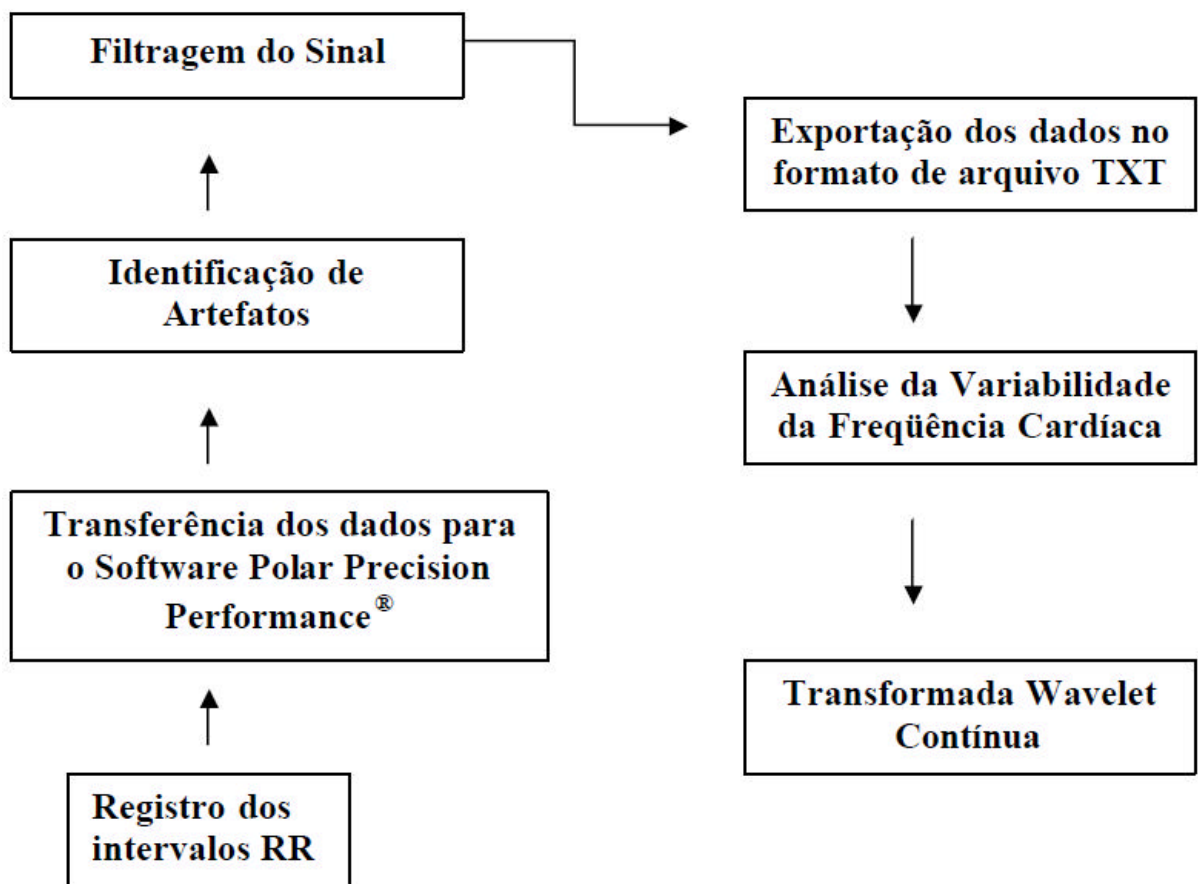 Filtragem do Sinal
Exportação dos dados no
formato de arquivo TXT
Identificação de
Artefatos
Análise da Variabilidade
da Freqüência Cardíaca
Transferência dos dados para
o Software Polar Precision
Performance®
Transformada Wavelet
Contínua
Registro dos
intervalos RR